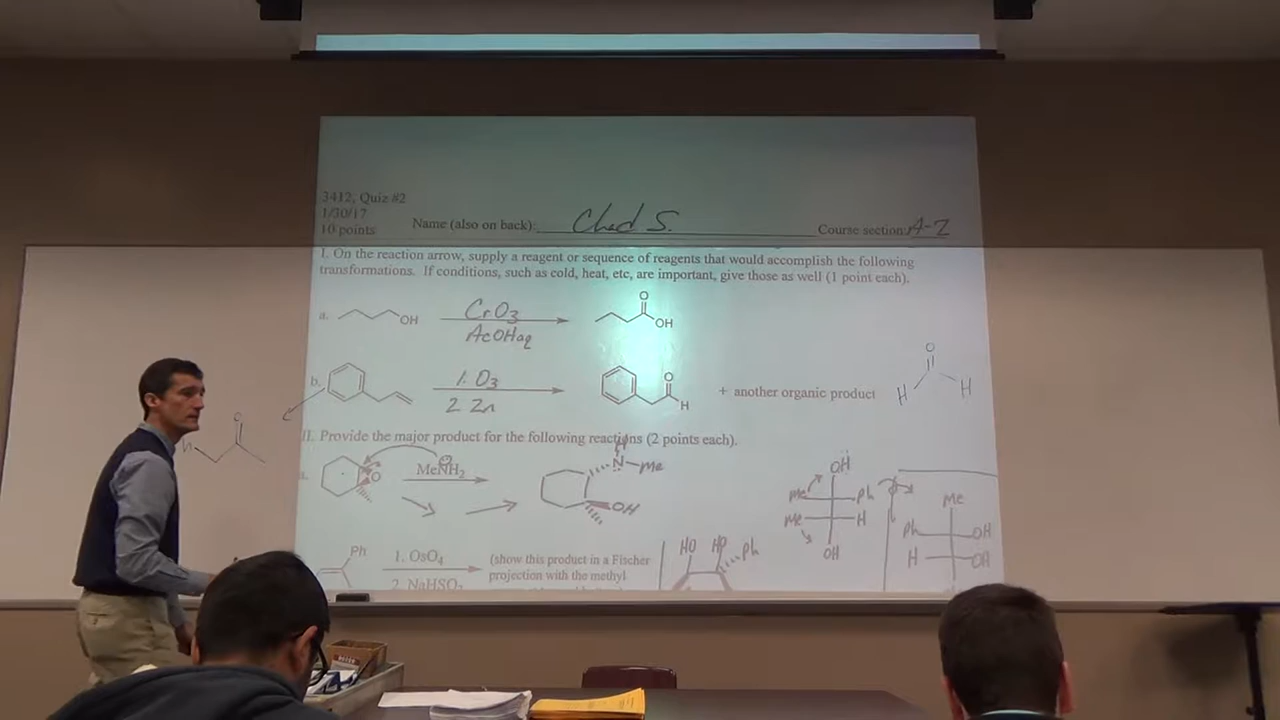 3412, Quiz #2
1/30/17
10 points
Name (also on back): Ched S.
Course section: A-Z
I. On the reaction arrow, supply a reagent or sequence of reagents that would accomplish the following
transformations. If conditions, such as cold, heat, etc, are important, give those as well (1 point each).
a.
OH
CrO3
AcOHaq
O
OH
b.
1. O3
2 Zn
O
H
+ another organic product
O
H
H
O
II. Provide the major product for the following reactions (2 points each).
O
MeNH2
H
N-Me
OH
OH
Me
Ph
Me
H
OH
Me
Ph
OH
H
OH
Ph
1. OsO4
2. NaHSO3
(show this product in a Fischer
projection with the methyl
HO
HO
Ph